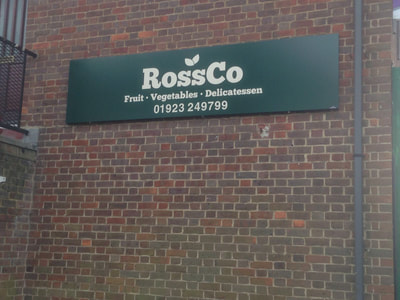 RossCo
Fruit · Vegetables · Delicatessen
01923 249799